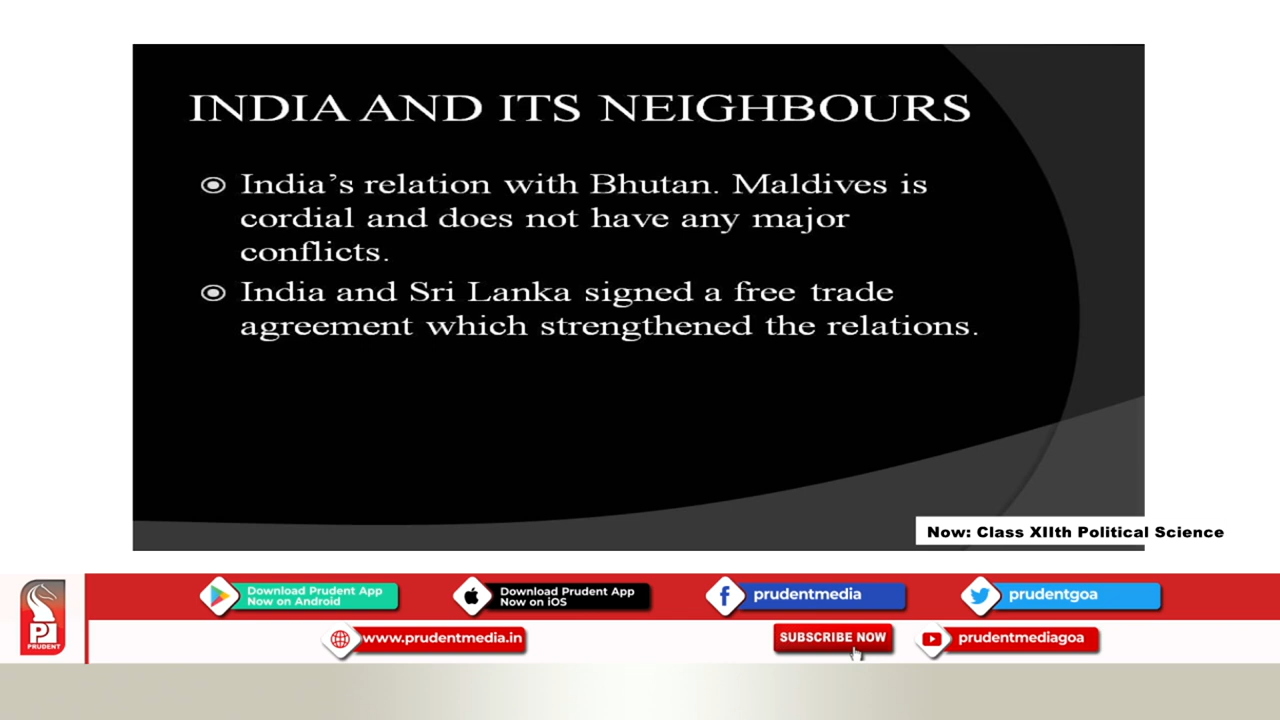 INDIA AND ITS NEIGHBOURS
India’s relation with Bhutan. Maldives is
cordial and does not have any major
conflicts.
India and Sri Lanka signed a free trade
agreement which strengthened the relations.
Now: Class XIIth Political Science
Download Prudent App
Now on Android
Download Prudent App
Now on iOS
prudentmedia
prudentgoa
PRUDENT
www.prudentmedia.in
SUBSCRIBE NOW
prudentmediagoa